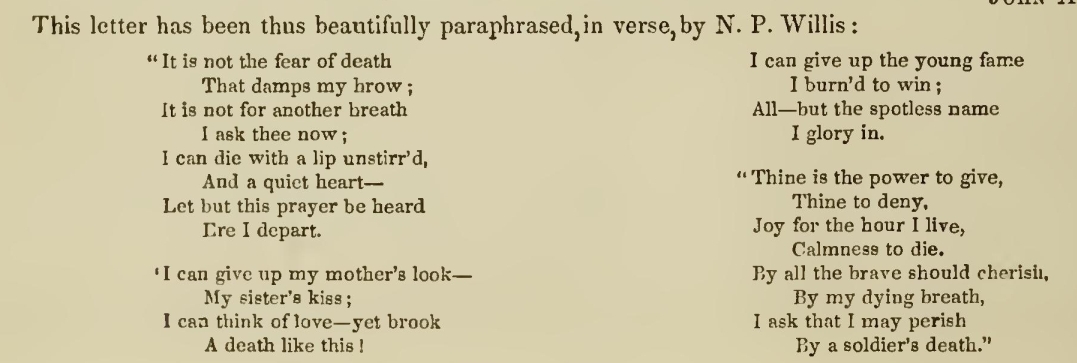 This letter has been thus beautifully paraphrased, in verse, by N. P. Willis:
“It is not the fear of death
That damps my brow;
It is not for another breath
I ask thee now;
I can die with a lip unstirr’d,
And a quiet heart—
Let but this prayer be heard
Ere I depart.
‘I can give up my mother’s look—
My sister’s kiss;
I can think of love—yet brook
A death like this!
I can give up the young fame
I burn’d to win;
All—but the spotless name
I glory in.
“Thine is the power to give,
Thine to deny,
Joy for the hour I live,
Calmness to die.
By all the brave should cherish,
By my dying breath,
I ask that I may perish
By a soldier’s death.”